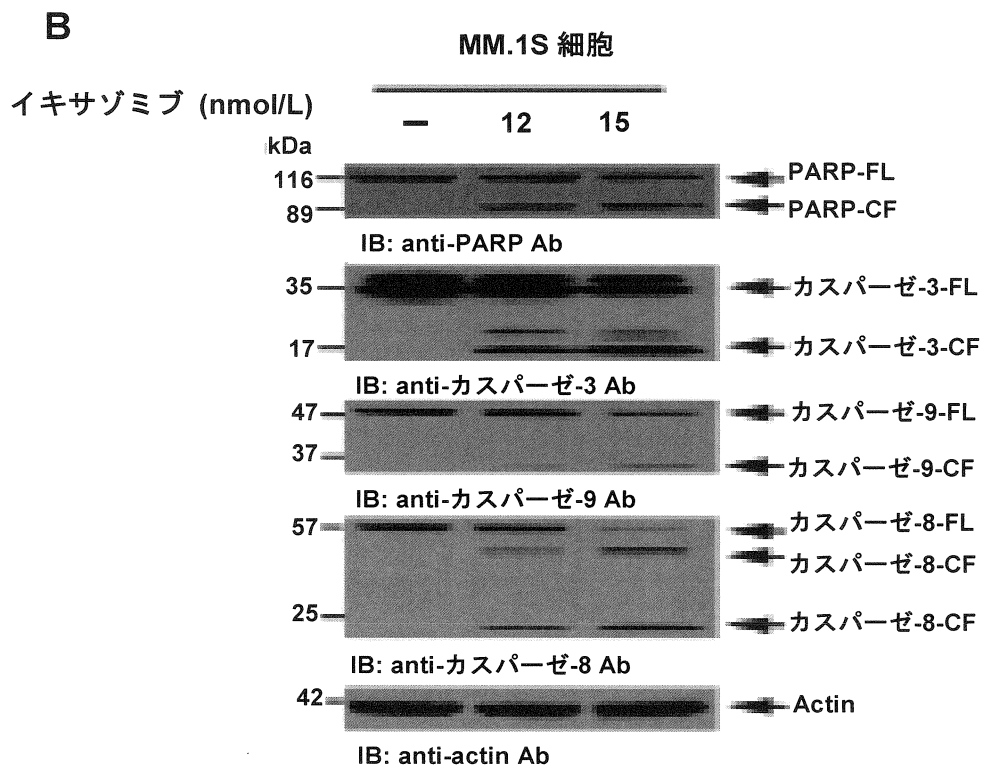 B
MM.1S 細胞
イキサゾミブ (nmol/L)
– 12 15
kDa
116 PARP-FL
89 PARP-CF
IB: anti-PARP Ab
35 カスパーゼ-3-FL
17 カスパーゼ-3-CF
IB: anti-カスパーゼ-3 Ab
47 カスパーゼ-9-FL
37 カスパーゼ-9-CF
IB: anti-カスパーゼ-9 Ab
57 カスパーゼ-8-FL
カスパーゼ-8-CF
25 カスパーゼ-8-CF
IB: anti-カスパーゼ-8 Ab
42 Actin
IB: anti-actin Ab